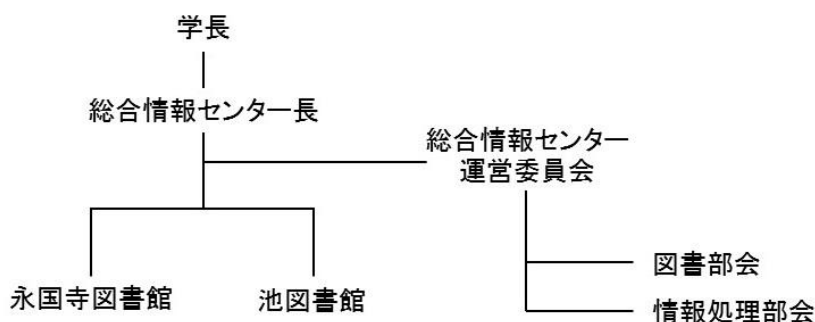 学長
総合情報センター長
総合情報センター
運営委員会
永国寺図書館
池図書館
図書部会
情報処理部会